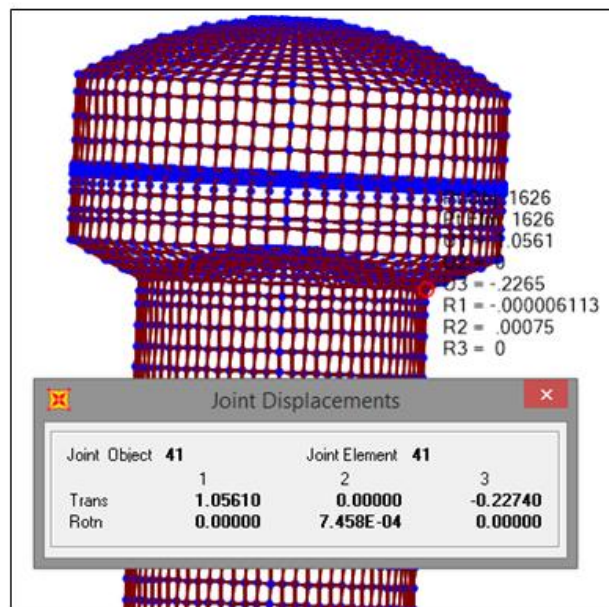 1626
1626
.0561
U3 = -.2265
R1 = -.000006113
R2 = .00075
R3 = 0
Joint Displacements
Joint Object 41 Joint Element 41
1 2 3
Trans 1.05610 0.00000 -0.22740
Rotn 0.00000 7.458E-04 0.00000